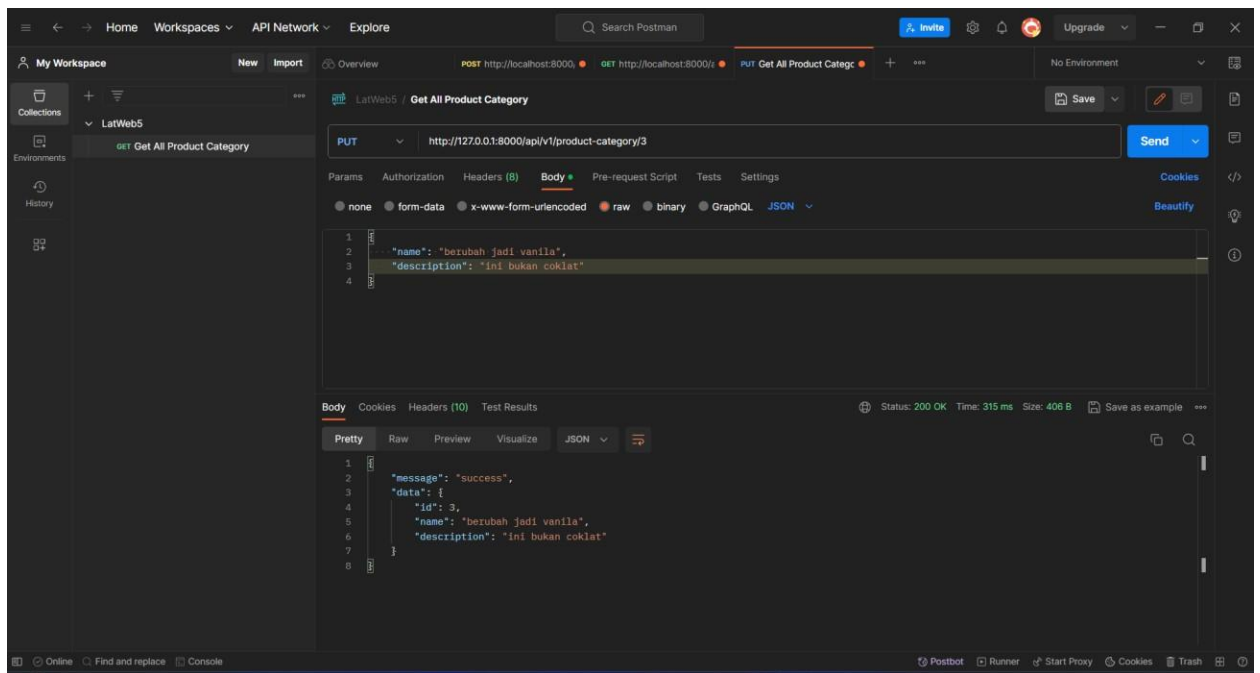 Home Workspaces API Network Explore Search Postman Invite Upgrade
My Workspace New Import Overview POST http://localhost:8000, GET http://localhost:8000/a PUT Get All Product Catego No Environment
Collections
LatWeb5
GET Get All Product Category
Environments
History
LatWeb5 / Get All Product Category Save
PUT http://127.0.0.1:8000/api/v1/product-category/3 Send
Params Authorization Headers (8) Body Pre-request Script Tests Settings Cookies
none form-data x-www-form-urlencoded raw binary GraphQL JSON Beautify
1 {
2 "name": "berubah jadi vanila",
3 "description": "ini bukan coklat"
4 }
Body Cookies Headers (10) Test Results Status: 200 OK Time: 315 ms Size: 406 B Save as example
Pretty Raw Preview Visualize JSON
1 {
2 "message": "success",
3 "data": {
4 "id": 3,
5 "name": "berubah jadi vanila",
6 "description": "ini bukan coklat"
7 }
8 }
Online Find and replace Console Postbot Runner Start Proxy Cookies Trash